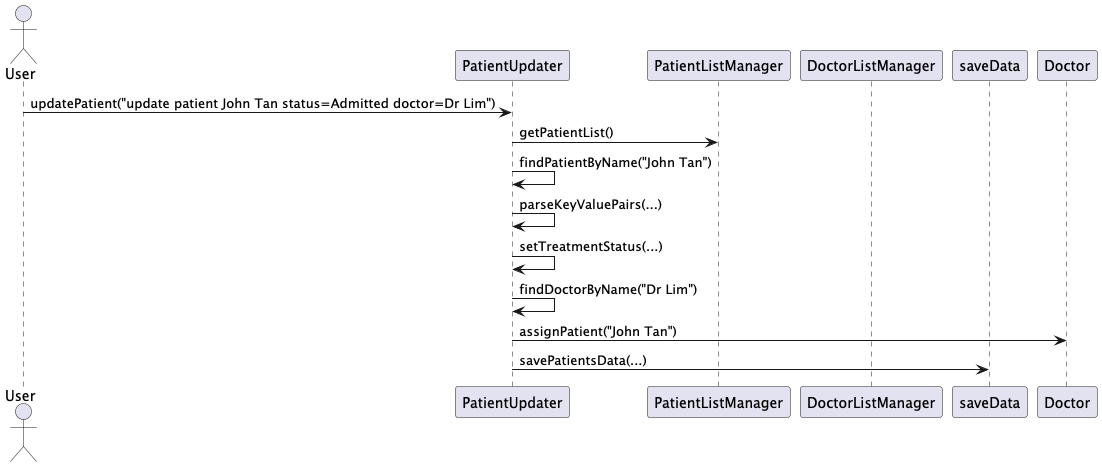 User
PatientUpdater
PatientListManager
DoctorListManager
saveData
Doctor
updatePatient("update patient John Tan status=Admitted doctor=Dr Lim")
getPatientList()
findPatientByName("John Tan")
parseKeyValuePairs(...)
setTreatmentStatus(...)
findDoctorByName("Dr Lim")
assignPatient("John Tan")
savePatientsData(...)
User
PatientUpdater
PatientListManager
DoctorListManager
saveData
Doctor